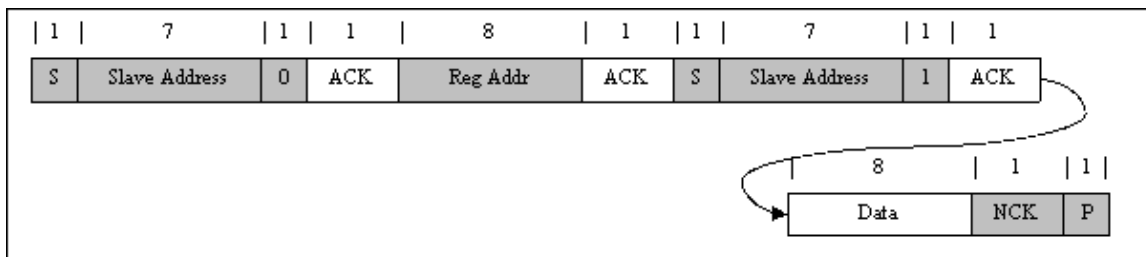 | 1 | 7 | 1 | 1 | 8 | 1 | 1 | 7 | 1 | 1
S Slave Address 0 ACK Reg Addr ACK S Slave Address 1 ACK
| 8 | 1 | 1 |
Data NCK P